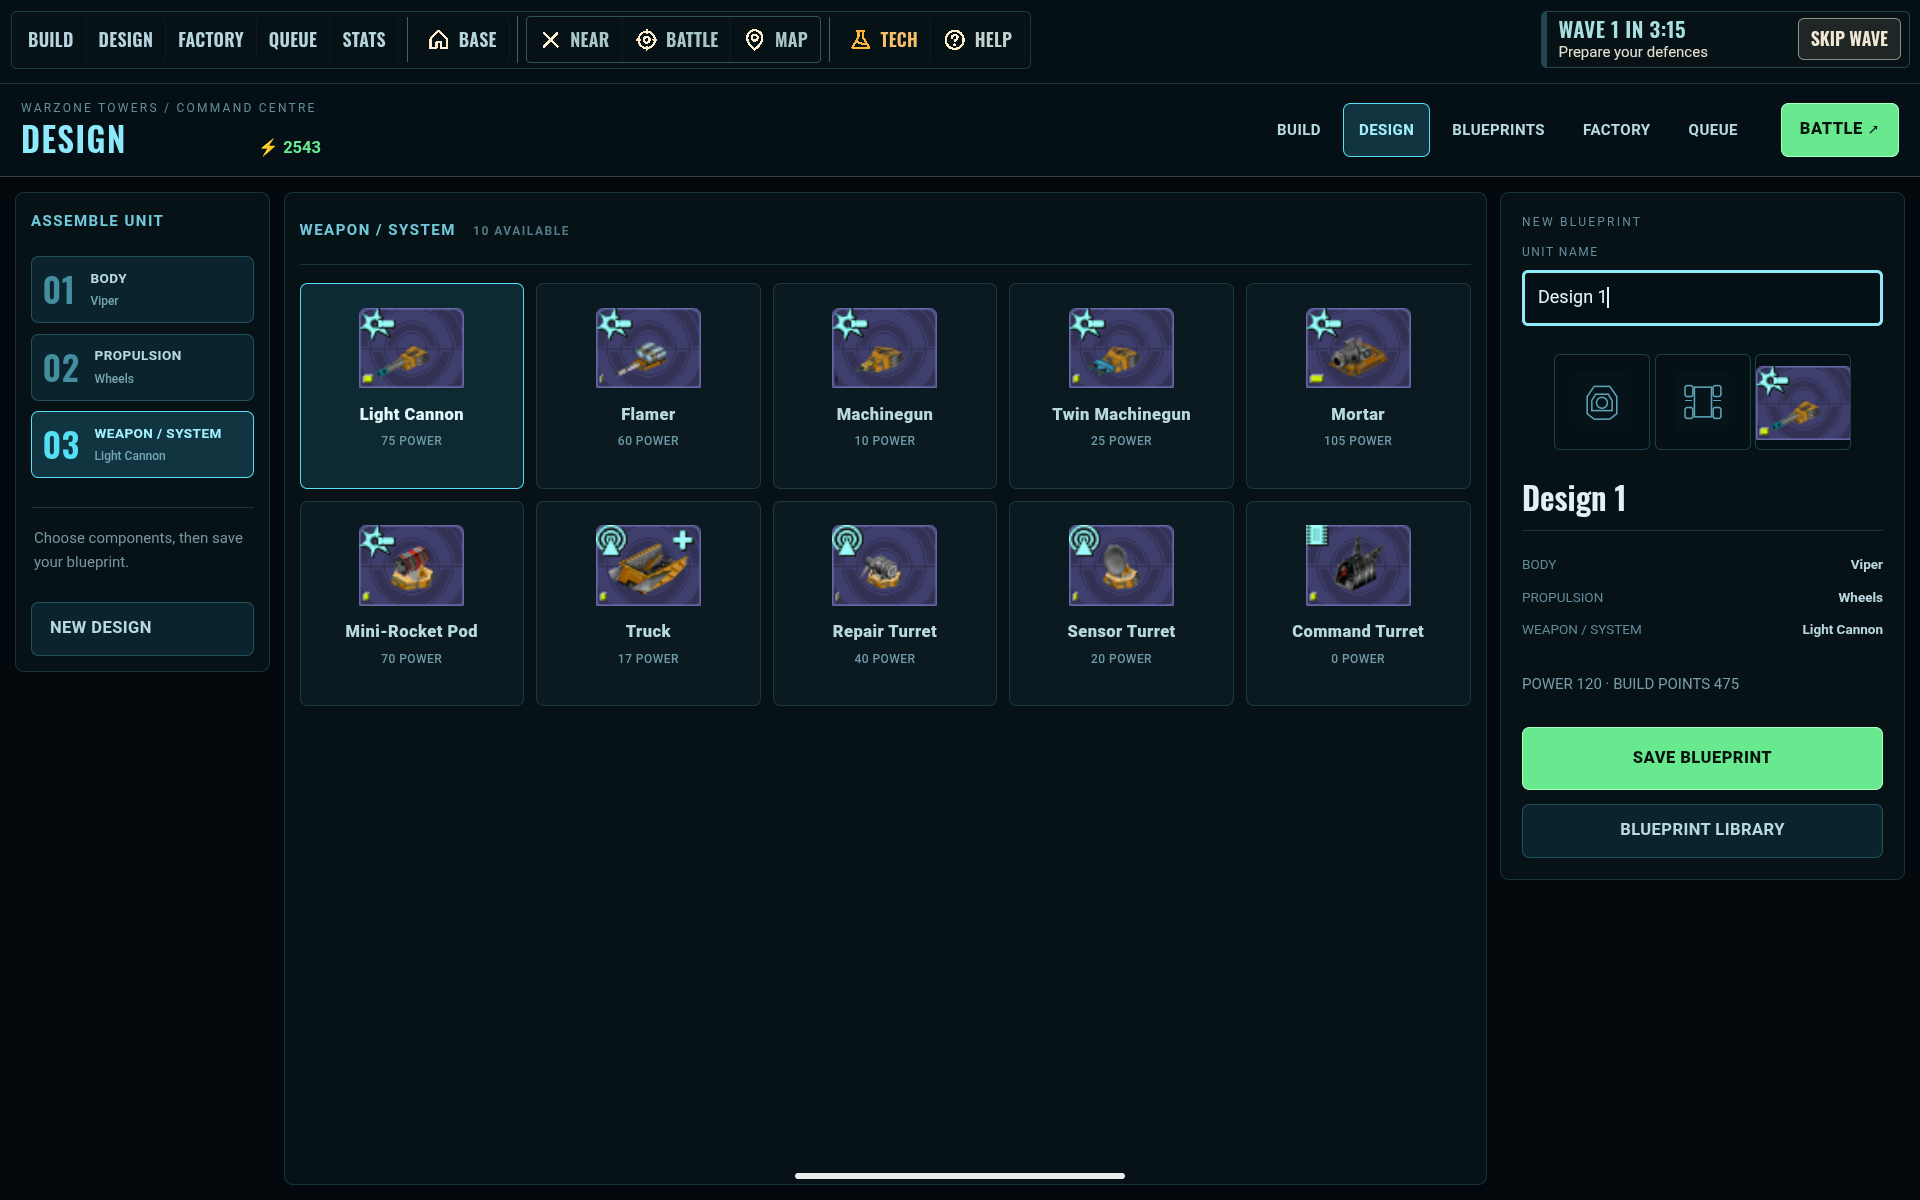 BUILD DESIGN FACTORY QUEUE STATS BASE NEAR BATTLE MAP TECH HELP
WAVE 1 IN 3:15
Prepare your defences
SKIP WAVE
WARZONE TOWERS / COMMAND CENTRE
DESIGN
⚡ 2543
BUILD DESIGN BLUEPRINTS FACTORY QUEUE BATTLE ↗
ASSEMBLE UNIT
01 BODY
Viper
02 PROPULSION
Wheels
03 WEAPON / SYSTEM
Light Cannon
Choose components, then save
your blueprint.
NEW DESIGN
WEAPON / SYSTEM 10 AVAILABLE
Light Cannon
75 POWER
Flamer
60 POWER
Machinegun
10 POWER
Twin Machinegun
25 POWER
Mortar
105 POWER
Mini-Rocket Pod
70 POWER
Truck
17 POWER
Repair Turret
40 POWER
Sensor Turret
20 POWER
Command Turret
0 POWER
NEW BLUEPRINT
UNIT NAME
Design 1
Design 1
BODY Viper
PROPULSION Wheels
WEAPON / SYSTEM Light Cannon
POWER 120 · BUILD POINTS 475
SAVE BLUEPRINT
BLUEPRINT LIBRARY